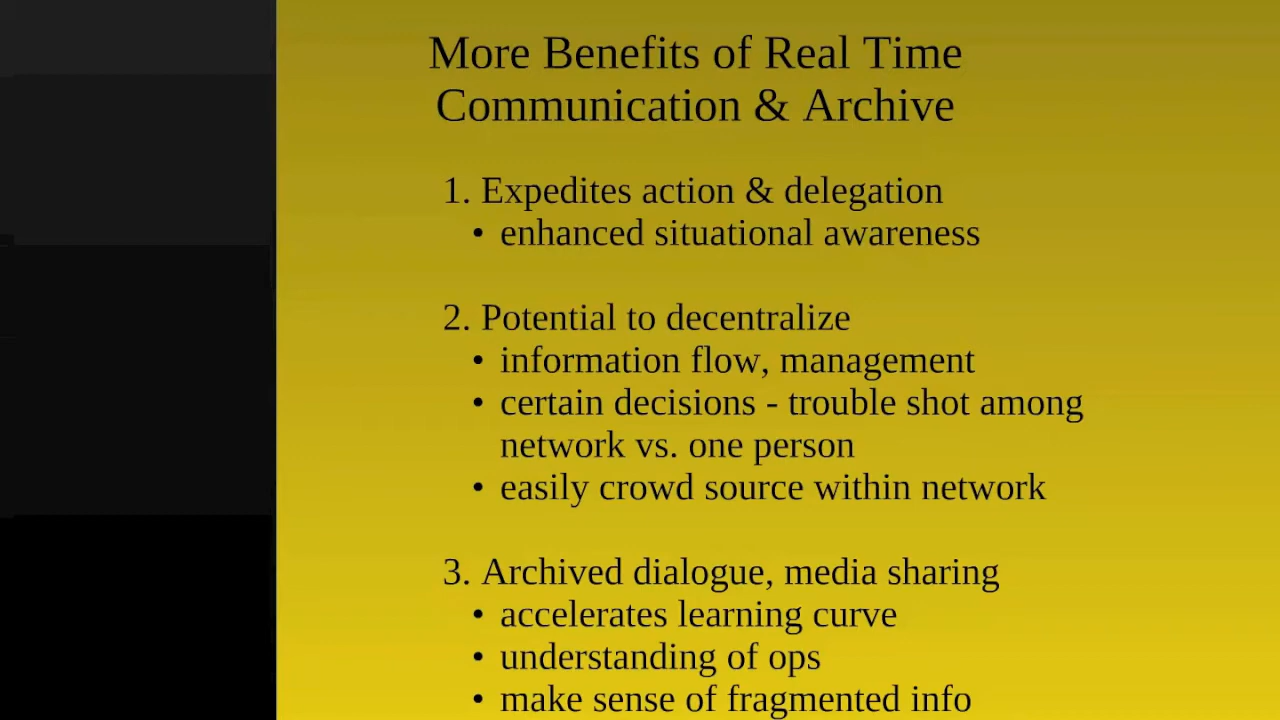 More Benefits of Real Time
Communication & Archive
1. Expedites action & delegation
• enhanced situational awareness
2. Potential to decentralize
• information flow, management
• certain decisions - trouble shot among
network vs. one person
• easily crowd source within network
3. Archived dialogue, media sharing
• accelerates learning curve
• understanding of ops
• make sense of fragmented info